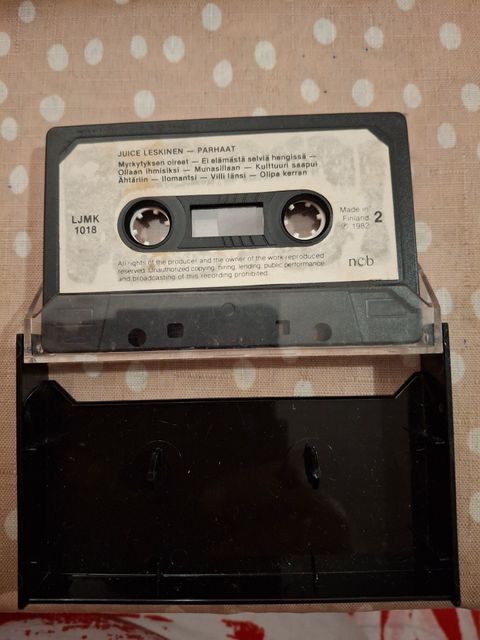 JUICE LESKINEN — PARHAAT
Myrkytyksen oireet — Ei elämästä selviä hengissä —
Ollaan ihmisiksi — Munasillaan — Kulttuuri saapui
Ähtäriin — Ilomantsi — Villi länsi — Olipa kerran
LJMK
1018
Made in
Finland
℗ 1982
2
All rights of the producer and the owner of the work reproduced
reserved. Unauthorized copying, hiring, lending, public performance
and broadcasting of this recording prohibited.
ncb